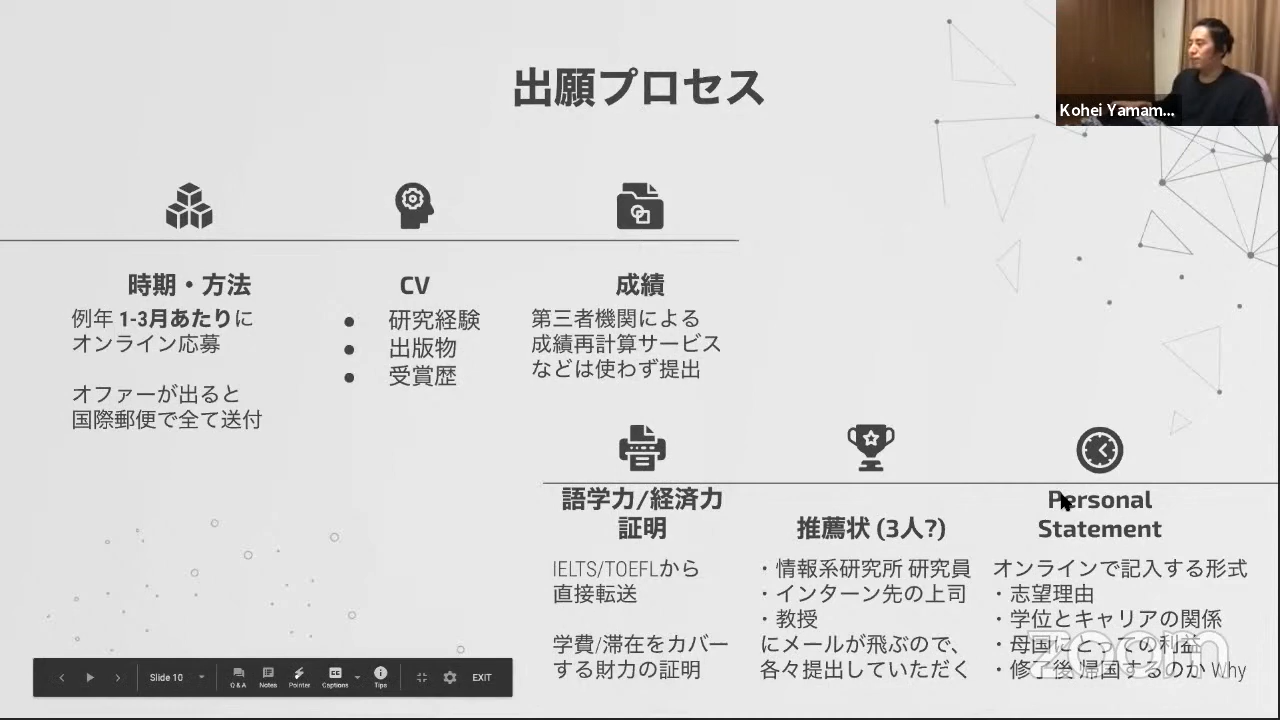 出願プロセス
Kohei Yamam...
時期・方法
例年 1-3月あたりに
オンライン応募
オファーが出ると
国際郵便で全て送付
CV
● 研究経験
● 出版物
● 受賞歴
成績
第三者機関による
成績再計算サービス
などは使わず提出
語学力/経済力
証明
IELTS/TOEFLから
直接転送
学費/滞在をカバー
する財力の証明
推薦状 (3人?)
・情報系研究所 研究員
・インターン先の上司
・教授
にメールが飛ぶので、
各々提出していただく
Personal
Statement
オンラインで記入する形式
・志望理由
・学位とキャリアの関係
・母国にとっての利益
・修了後 帰国するのか Why
zoom
Slide 10
Q & A
Notes
Pointer
Captions
Tips
EXIT